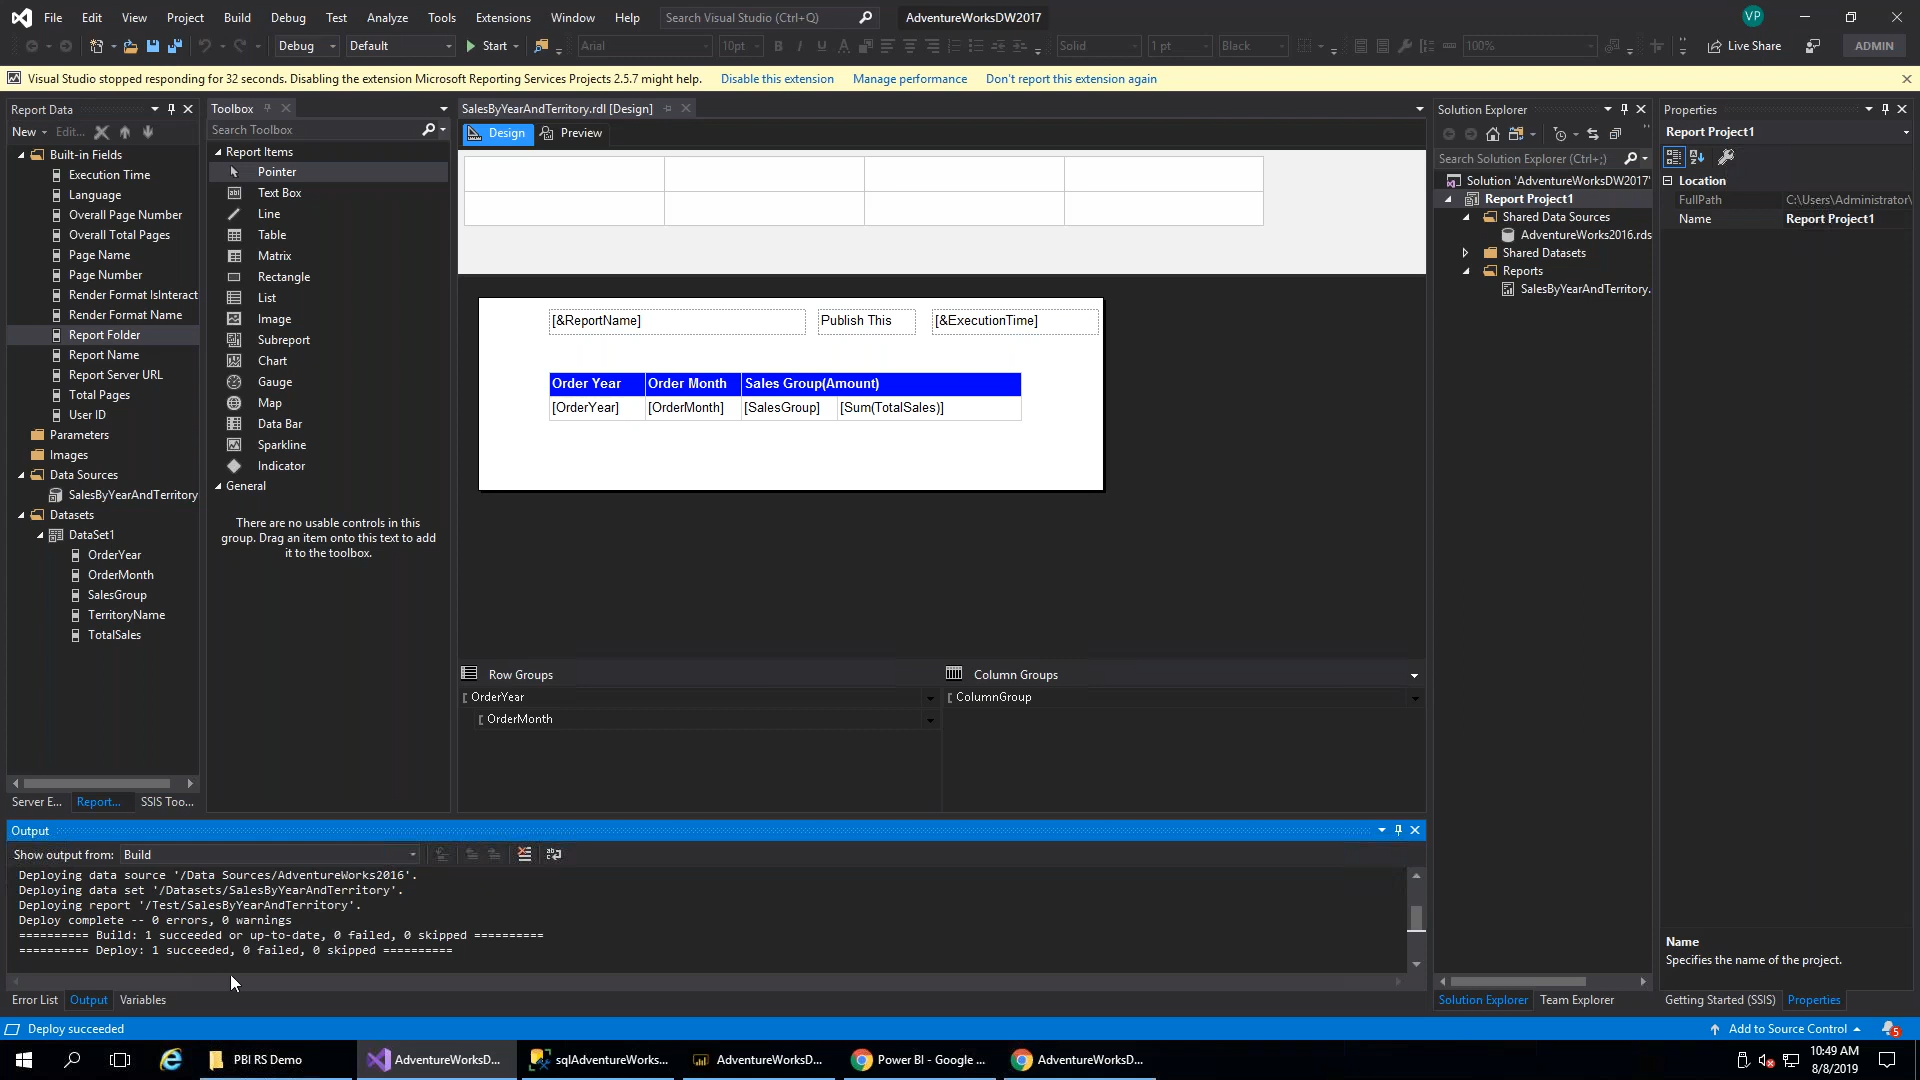 File Edit View Project Build Debug Test Analyze Tools Extensions Window Help Search Visual Studio (Ctrl+Q) AdventureWorksDW2017 VP
Debug Default Start Arial 10pt B I U A Solid 1 pt Black 100% Live Share ADMIN
Visual Studio stopped responding for 32 seconds. Disabling the extension Microsoft Reporting Services Projects 2.5.7 might help. Disable this extension Manage performance Don't report this extension again
Report Data
New Edit...
Built-in Fields
Execution Time
Language
Overall Page Number
Overall Total Pages
Page Name
Page Number
Render Format IsInteract
Render Format Name
Report Folder
Report Name
Report Server URL
Total Pages
User ID
Parameters
Images
Data Sources
SalesByYearAndTerritory
Datasets
DataSet1
OrderYear
OrderMonth
SalesGroup
TerritoryName
TotalSales
Server E... Report... SSIS Too...
Toolbox
Search Toolbox
Report Items
Pointer
Text Box
Line
Table
Matrix
Rectangle
List
Image
Subreport
Chart
Gauge
Map
Data Bar
Sparkline
Indicator
General
There are no usable controls in this
group. Drag an item onto this text to add
it to the toolbox.
SalesByYearAndTerritory.rdl [Design]
Design Preview
[&ReportName] Publish This [&ExecutionTime]
Order Year Order Month Sales Group(Amount)
[OrderYear] [OrderMonth] [SalesGroup] [Sum(TotalSales)]
Row Groups Column Groups
OrderYear ColumnGroup
OrderMonth
Solution Explorer
Search Solution Explorer (Ctrl+;)
Solution 'AdventureWorksDW2017'
Report Project1
Shared Data Sources
AdventureWorks2016.rds
Shared Datasets
Reports
SalesByYearAndTerritory.
Solution Explorer Team Explorer
Properties
Report Project1
Location
FullPath C:\Users\Administrator\
Name Report Project1
Name
Specifies the name of the project.
Getting Started (SSIS) Properties
Output
Show output from: Build
Deploying data source '/Data Sources/AdventureWorks2016'.
Deploying data set '/Datasets/SalesByYearAndTerritory'.
Deploying report '/Test/SalesByYearAndTerritory'.
Deploy complete -- 0 errors, 0 warnings
========== Build: 1 succeeded or up-to-date, 0 failed, 0 skipped ==========
========== Deploy: 1 succeeded, 0 failed, 0 skipped ==========
Error List Output Variables
Deploy succeeded Add to Source Control 5
PBI RS Demo AdventureWorksD... sqlAdventureWorks... AdventureWorksD... Power BI - Google ... AdventureWorksD... 10:49 AM
8/8/2019